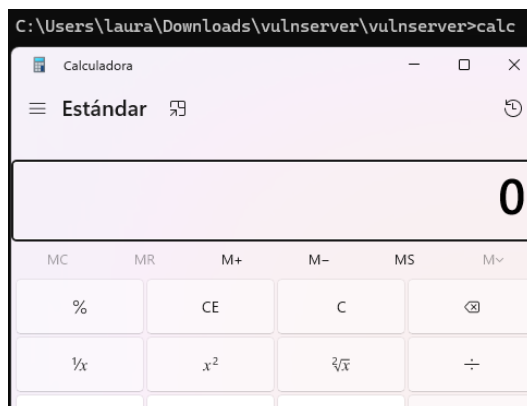 C:\Users\laura\Downloads\vulnserver\vulnserver>calc
Calculadora
Estándar
0
MC MR M+ M− MS M
% CE C
⅟x x² ²√x ÷